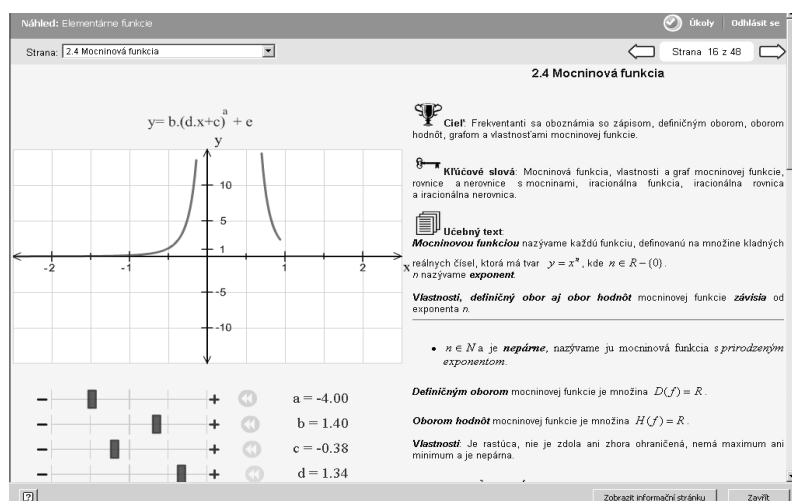 Náhled: Elementárne funkcie
Úkoly
Odhlásit se
Strana: 2.4 Mocninová funkcia
Strana 16 z 48
2.4 Mocninová funkcia
y= b.(d.x+c)^a + e
y
10
5
1
-2
-1
1
2
x
-5
-10
a = -4.00
b = 1.40
c = -0.38
d = 1.34
Cieľ: Frekventanti sa oboznámia so zápisom, definičným oborom, oborom
hodnôt, grafom a vlastnosťami mocninovej funkcie.
Kľúčové slová: Mocninová funkcia, vlastnosti a graf mocninovej funkcie,
rovnice a nerovnice s mocninami, iracionálna funkcia, iracionálna rovnica
a iracionálna nerovnica.
Učebný text:
Mocninovou funkciou nazývame každú funkciu, definovanú na množine kladných
reálnych čísel, ktorá má tvar y = x^n, kde n ∈ R – {0}.
n nazývame exponent.
Vlastnosti, definičný obor aj obor hodnôt mocninovej funkcie závisia od
exponenta n.
• n ∈ N a je nepárne, nazývame ju mocninová funkcia s prirodzeným
exponentom.
Definičným oborom mocninovej funkcie je množina D(f) = R.
Oborom hodnôt mocninovej funkcie je množina H(f) = R.
Vlastnosti: Je rastúca, nie je zdola ani zhora ohraničená, nemá maximum ani
minimum a je nepárna.
Zobrazit informační stránku
Zavřít